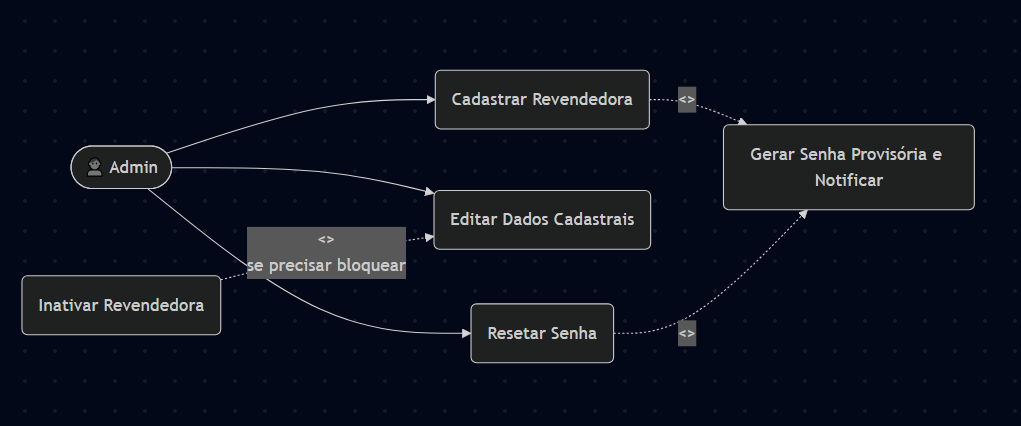 Cadastrar Revendedora
<>
Gerar Senha Provisória e
Notificar
Admin
Editar Dados Cadastrais
<>
se precisar bloquear
Inativar Revendedora
Resetar Senha
<>